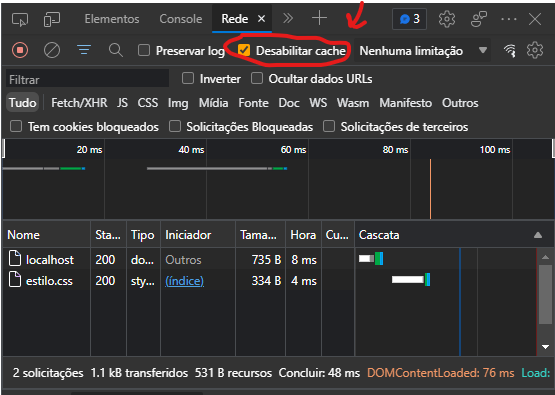 Elementos Console Rede 3
Preservar log Desabilitar cache Nenhuma limitação
Filtrar Inverter Ocultar dados URLs
Tudo Fetch/XHR JS CSS Img Mídia Fonte Doc WS Wasm Manifesto Outros
Tem cookies bloqueados Solicitações Bloqueadas Solicitações de terceiros
20 ms 40 ms 60 ms 80 ms 100 ms
Nome Sta... Tipo Iniciador Tama... Hora Cu... Cascata
localhost 200 do... Outros 735 B 8 ms
estilo.css 200 sty... (índice) 334 B 4 ms
2 solicitações 1.1 kB transferidos 531 B recursos Concluir: 48 ms DOMContentLoaded: 76 ms Load: